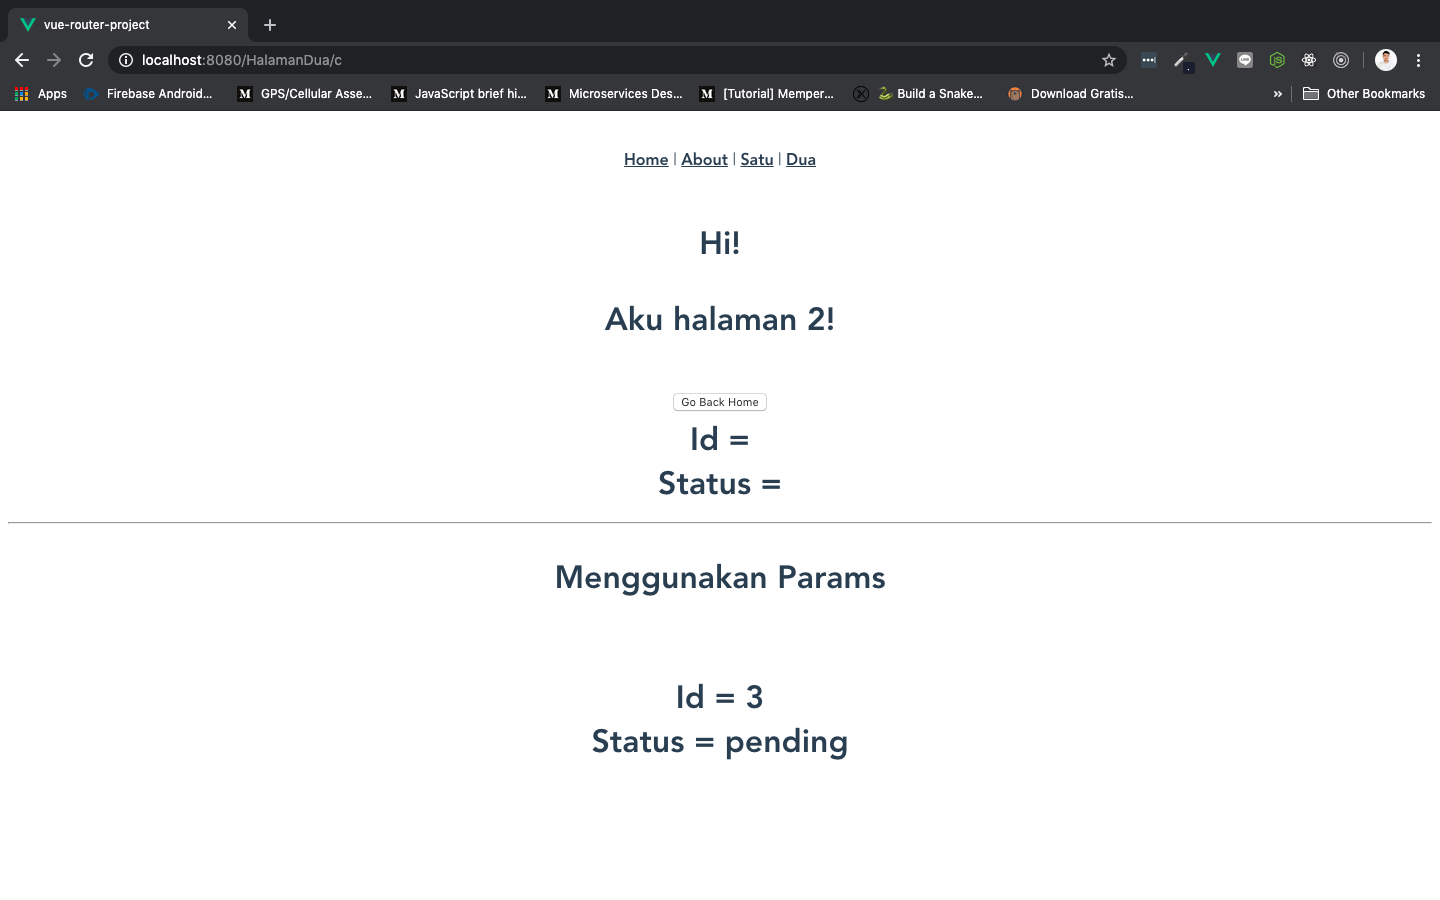 vue-router-project
localhost:8080/HalamanDua/c
Apps Firebase Android... GPS/Cellular Asse... JavaScript brief hi... Microservices Des... [Tutorial] Memper... Build a Snake... Download Gratis... » Other Bookmarks
Home | About | Satu | Dua
Hi!
Aku halaman 2!
Go Back Home
Id =
Status =
Menggunakan Params
Id = 3
Status = pending